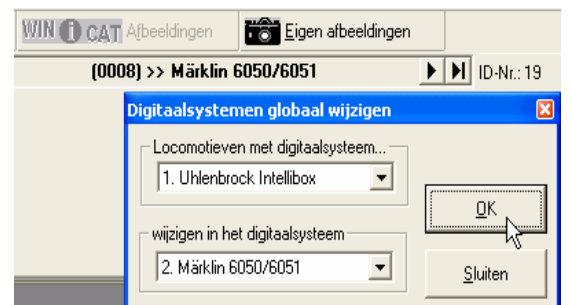 WIN i CAT Afbeeldingen Eigen afbeeldingen
(0008) >> Märklin 6050/6051 ID-Nr.: 19
Digitaalsystemen globaal wijzigen
Locomotieven met digitaalsysteem...
1. Uhlenbrock Intellibox
OK
wijzigen in het digitaalsysteem
2. Märklin 6050/6051
Sluiten